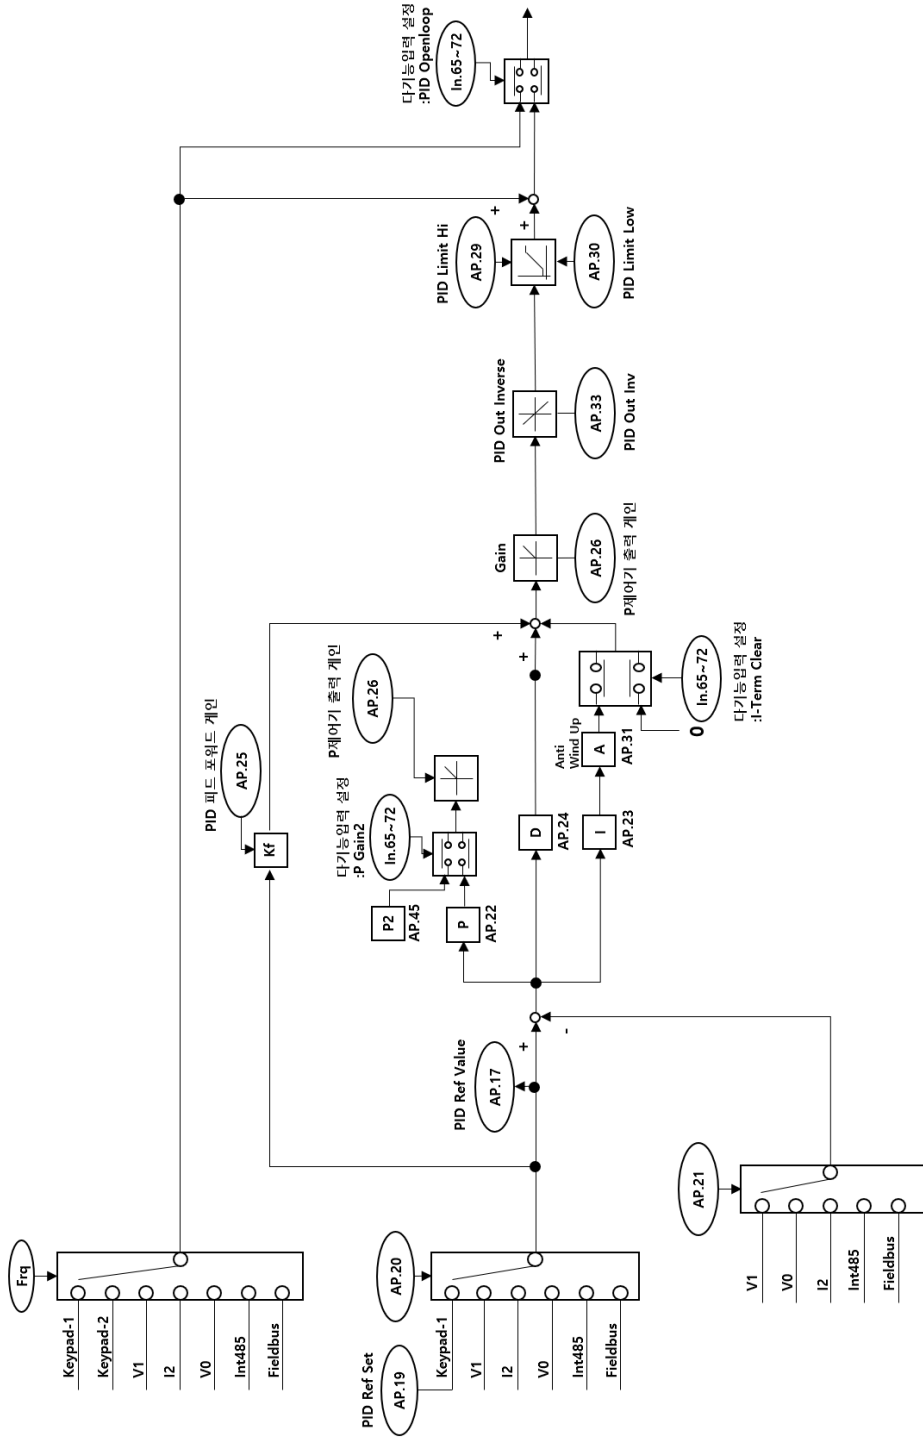 Frq
Keypad-1
Keypad-2
V1
I2
V0
Int485
Fieldbus
PID Ref Set
AP.19
AP.20
Keypad-1
V1
I2
V0
Int485
Fieldbus
AP.21
V1
V0
I2
Int485
Fieldbus
PID Ref Value
AP.17
+
-
PID 피드 포워드 게인
AP.25
Kf
P2
AP.45
P
AP.22
다기능입력 설정
:P Gain2
In.65~72
P제어기 출력 게인
AP.26
D
AP.24
I
AP.23
Anti
Wind Up
A
AP.31
0
다기능입력 설정
:I-Term Clear
In.65~72
+
+
Gain
AP.26
P제어기 출력 게인
PID Out Inverse
AP.33
PID Out Inv
PID Limit Hi
AP.29
AP.30
PID Limit Low
+
+
다기능입력 설정
:PID Openloop
In.65~72